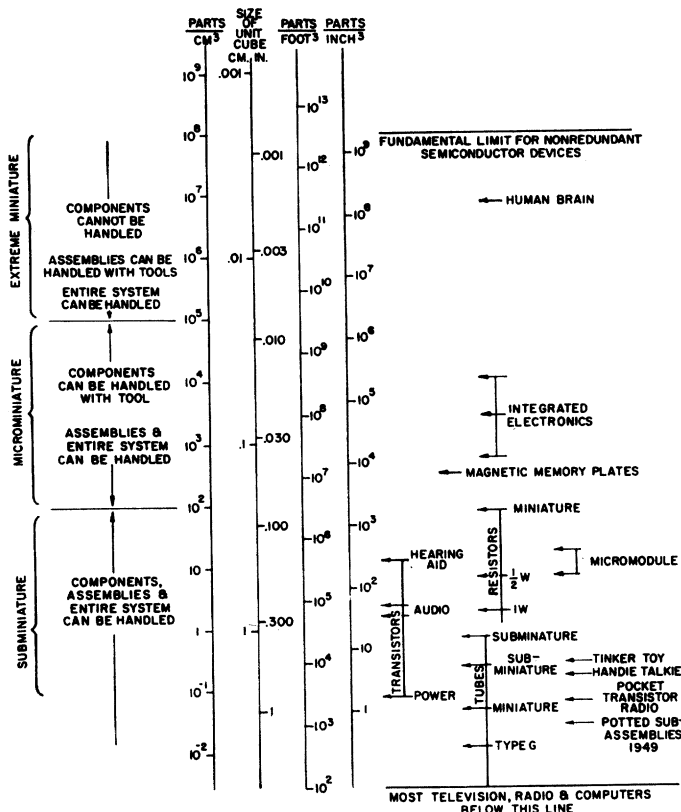 PARTS
CM³
SIZE
OF
UNIT
CUBE
CM. IN.
PARTS
FOOT³
PARTS
INCH³
10⁹
10⁸
10⁷
10⁶
10⁵
10⁴
10³
10²
10
1
10⁻¹
10⁻²
.001
.01
.1
1
.001
.003
.010
.030
.100
.300
1
10¹³
10¹²
10¹¹
10¹⁰
10⁹
10⁸
10⁷
10⁶
10⁵
10⁴
10³
10²
10⁹
10⁸
10⁷
10⁶
10⁵
10⁴
10³
10²
10
1
EXTREME MINIATURE
COMPONENTS
CANNOT BE
HANDLED
ASSEMBLIES CAN BE
HANDLED WITH TOOLS
ENTIRE SYSTEM
CAN BE HANDLED
MICROMINIATURE
COMPONENTS
CAN BE HANDLED
WITH TOOL
ASSEMBLIES &
ENTIRE SYSTEM
CAN BE HANDLED
SUBMINIATURE
COMPONENTS,
ASSEMBLIES &
ENTIRE SYSTEM
CAN BE HANDLED
FUNDAMENTAL LIMIT FOR NONREDUNDANT
SEMICONDUCTOR DEVICES
HUMAN BRAIN
INTEGRATED
ELECTRONICS
MAGNETIC MEMORY PLATES
TRANSISTORS
HEARING
AID
AUDIO
POWER
RESISTORS
MINIATURE
½ W
1W
MICROMODULE
TUBES
SUBMINATURE
SUB-
MINIATURE
MINIATURE
TYPE G
TINKER TOY
HANDIE TALKIE
POCKET
TRANSISTOR
RADIO
POTTED SUB-
ASSEMBLIES
1949
MOST TELEVISION, RADIO & COMPUTERS
BELOW THIS LINE